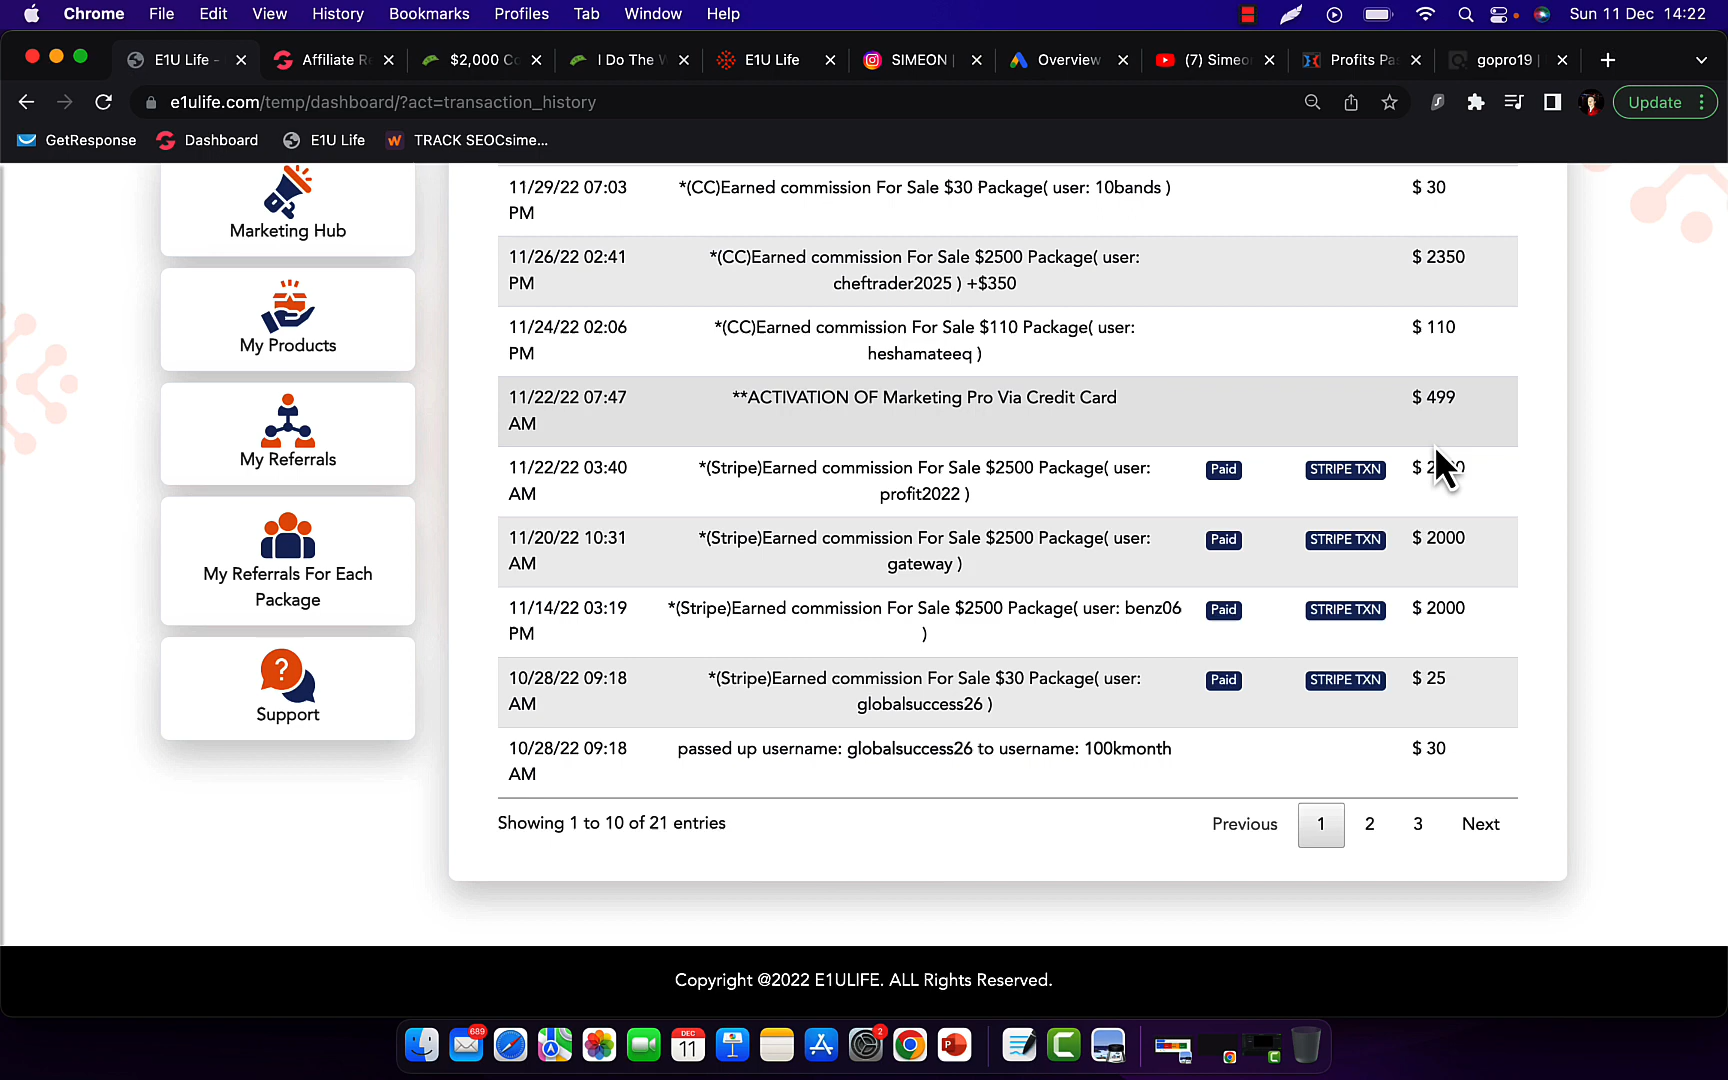 Chrome File Edit View History Bookmarks Profiles Tab Window Help Sun 11 Dec 14:22
E1U Life - Affiliate Re $2,000 Co I Do The W E1U Life SIMEON | Overview (7) Simeon Profits Pa gopro19 |
e1ulife.com/temp/dashboard/?act=transaction_history Update
GetResponse Dashboard E1U Life TRACK SEOCsime...
Marketing Hub
My Products
My Referrals
My Referrals For Each
Package
Support
11/29/22 07:03 *(CC)Earned commission For Sale $30 Package( user: 10bands ) $ 30
PM
11/26/22 02:41 *(CC)Earned commission For Sale $2500 Package( user: $ 2350
PM cheftrader2025 ) +$350
11/24/22 02:06 *(CC)Earned commission For Sale $110 Package( user: $ 110
PM heshamateeq )
11/22/22 07:47 **ACTIVATION OF Marketing Pro Via Credit Card $ 499
AM
11/22/22 03:40 *(Stripe)Earned commission For Sale $2500 Package( user: Paid STRIPE TXN $
AM profit2022 )
11/20/22 10:31 *(Stripe)Earned commission For Sale $2500 Package( user: Paid STRIPE TXN $ 2000
AM gateway )
11/14/22 03:19 *(Stripe)Earned commission For Sale $2500 Package( user: benz06 Paid STRIPE TXN $ 2000
PM )
10/28/22 09:18 *(Stripe)Earned commission For Sale $30 Package( user: Paid STRIPE TXN $ 25
AM globalsuccess26 )
10/28/22 09:18 passed up username: globalsuccess26 to username: 100kmonth $ 30
AM
Showing 1 to 10 of 21 entries Previous 1 2 3 Next
Copyright @2022 E1ULIFE. ALL Rights Reserved.
689 DEC 11 2